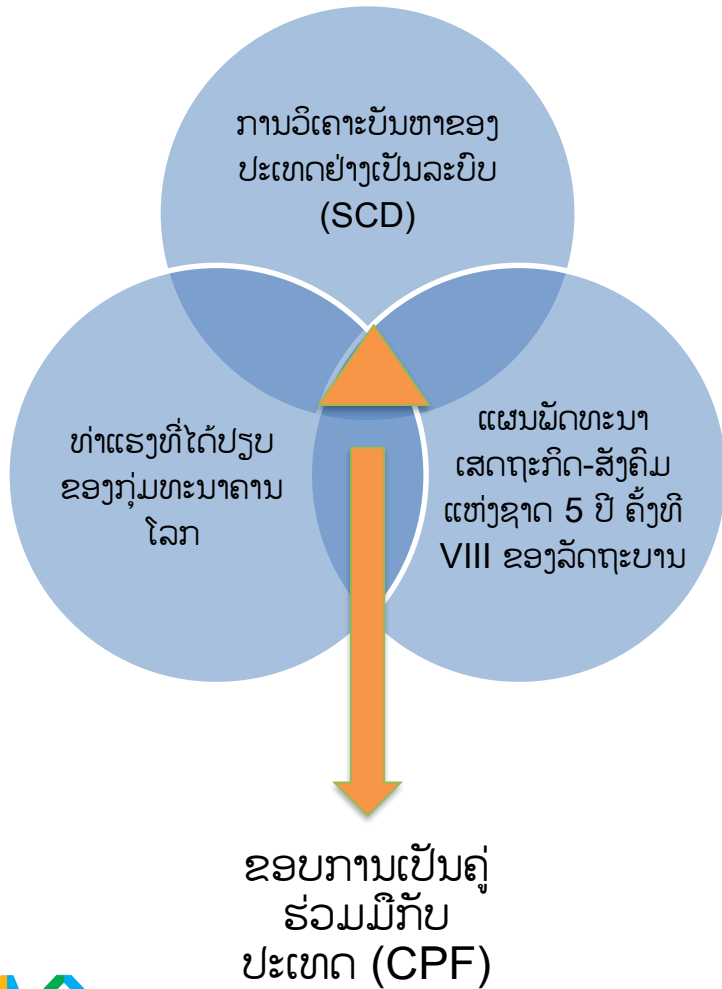 ການວິເຄາະບັນຫາຂອງ
ປະເທດຢ່າງເປັນລະບົບ
(SCD)
ທ່າແຮງທີ່ໄດ້ປຽບ
ຂອງກຸ່ມທະນາຄານ
ໂລກ
ແຜນພັດທະນາ
ເສດຖະກິດ-ສັງຄົມ
ແຫ່ງຊາດ 5 ປີ ຄັ້ງທີ
VIII ຂອງລັດຖະບານ
ຂອບການເປັນຄູ່
ຮ່ວມມືກັບ
ປະເທດ (CPF)